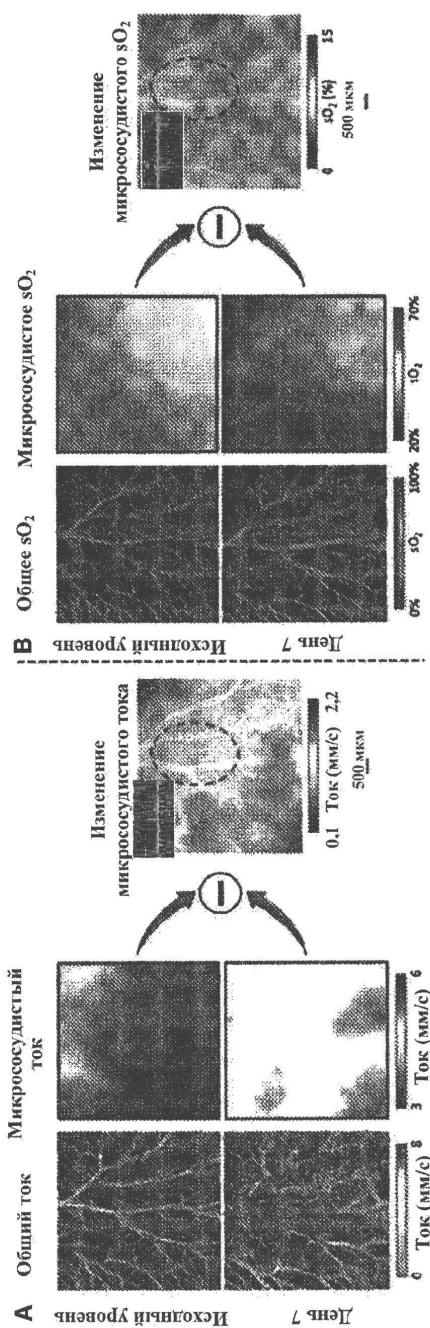 A
Общий ток
Микрососудистый
ток
Изменение
микрососудистого тока
Исходный уровень
День 7
0 8
Ток (мм/с)
3 6
Ток (мм/с)
0,1 Ток (мм/с) 2,2
500 мкм
B
Общее sO₂
Микрососудистое sO₂
Изменение
микрососудистого sO₂
Исходный уровень
День 7
0% sO₂ 100%
20% sO₂ 70%
0 sO₂ (%) 15
500 мкм